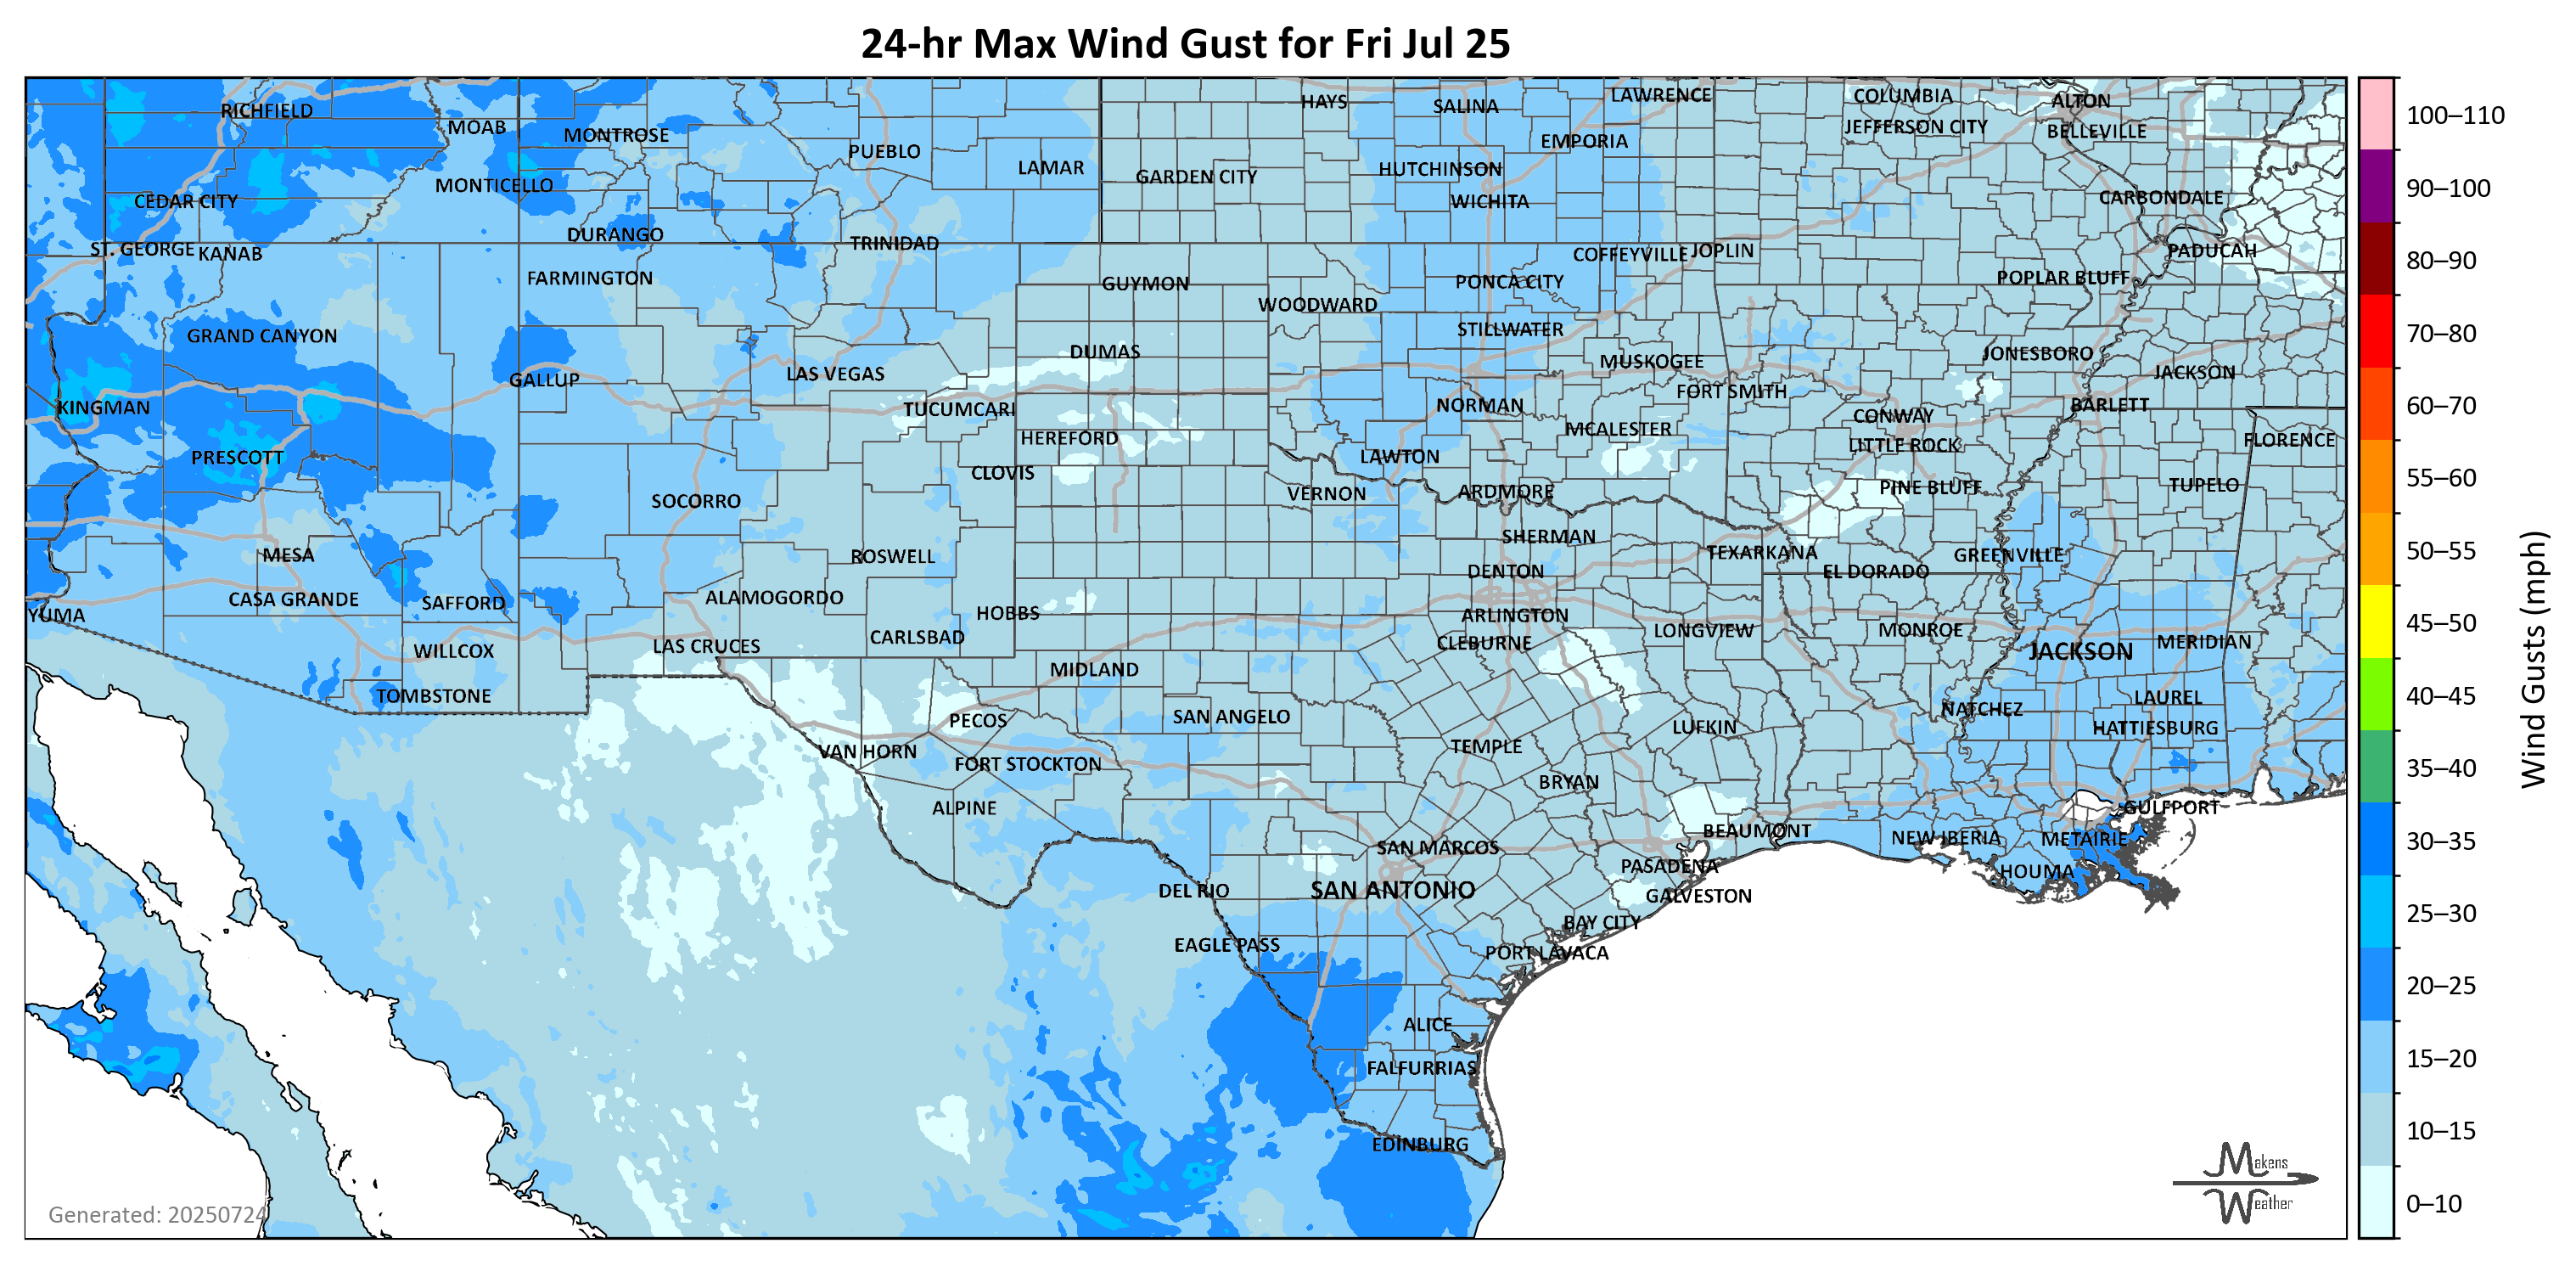 24-hr Max Wind Gust for Fri Jul 25
RICHFIELD
MOAB
MONTROSE
PUEBLO
LAMAR
HAYS
SALINA
LAWRENCE
COLUMBIA
ALTON
EMPORIA
JEFFERSON CITY
BELLEVILLE
MONTICELLO
GARDEN CITY
HUTCHINSON
WICHITA
CEDAR CITY
CARBONDALE
DURANGO
TRINIDAD
ST. GEORGE
KANAB
COFFEYVILLE
JOPLIN
PADUCAH
FARMINGTON
GUYMON
PONCA CITY
POPLAR BLUFF
WOODWARD
GRAND CANYON
STILLWATER
DUMAS
MUSKOGEE
JONESBORO
GALLUP
LAS VEGAS
JACKSON
FORT SMITH
KINGMAN
TUCUMCARI
NORMAN
BARLETT
CONWAY
HEREFORD
MCALESTER
LITTLE ROCK
FLORENCE
PRESCOTT
LAWTON
CLOVIS
SOCORRO
VERNON
ARDMORE
PINE BLUFF
TUPELO
MESA
ROSWELL
SHERMAN
TEXARKANA
GREENVILLE
DENTON
EL DORADO
CASA GRANDE
SAFFORD
ALAMOGORDO
YUMA
HOBBS
ARLINGTON
LAS CRUCES
CARLSBAD
CLEBURNE
LONGVIEW
MONROE
MERIDIAN
WILLCOX
JACKSON
MIDLAND
TOMBSTONE
LAUREL
PECOS
SAN ANGELO
NATCHEZ
LUFKIN
HATTIESBURG
VAN HORN
FORT STOCKTON
TEMPLE
BRYAN
ALPINE
GULFPORT
BEAUMONT
NEW IBERIA
METAIRIE
SAN MARCOS
PASADENA
HOUMA
DEL RIO
SAN ANTONIO
GALVESTON
BAY CITY
EAGLE PASS
PORT LAVACA
ALICE
FALFURRIAS
EDINBURG
Generated: 20250724
Makens
Weather
100–110
90–100
80–90
70–80
60–70
55–60
50–55
45–50
40–45
35–40
30–35
25–30
20–25
15–20
10–15
0–10
Wind Gusts (mph)